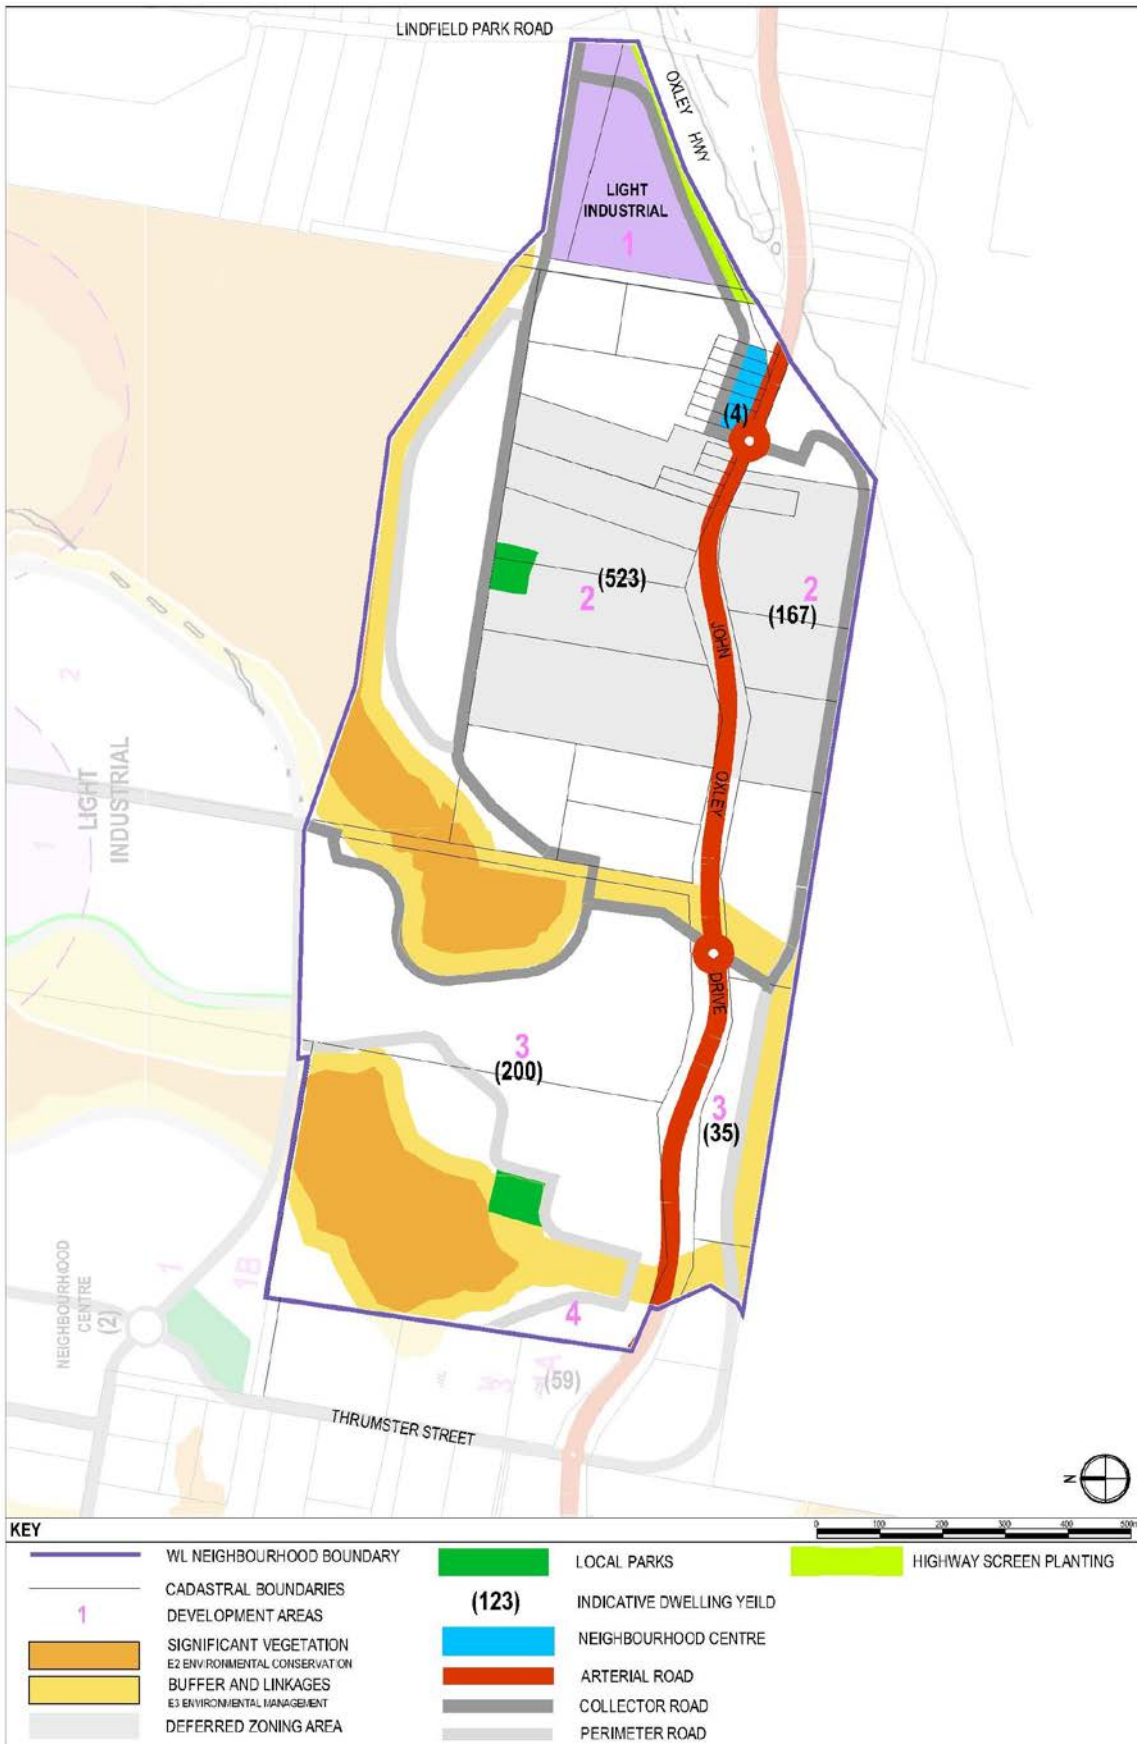 LINDFIELD PARK ROAD
OXLEY HWY
LIGHT
INDUSTRIAL
1
(4)
(523)
2
2
(167)
JOHN
OXLEY
DRIVE
2
LIGHT
INDUSTRIAL
1
3
(200)
3
(35)
NEIGHBOURHOOD
CENTRE
(2)
1
1B
4
3
(59)
THRUMSTER STREET
N
KEY
0 100 200 300 400 500m
WL NEIGHBOURHOOD BOUNDARY
CADASTRAL BOUNDARIES
1 DEVELOPMENT AREAS
SIGNIFICANT VEGETATION
E2 ENVIRONMENTAL CONSERVATION
BUFFER AND LINKAGES
E3 ENVIRONMENTAL MANAGEMENT
DEFERRED ZONING AREA
LOCAL PARKS
(123) INDICATIVE DWELLING YEILD
NEIGHBOURHOOD CENTRE
ARTERIAL ROAD
COLLECTOR ROAD
PERIMETER ROAD
HIGHWAY SCREEN PLANTING